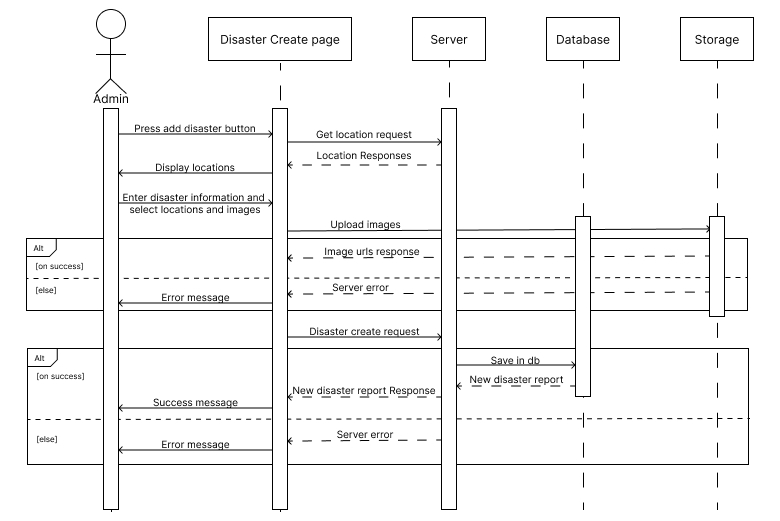 Disaster Create page
Server
Database
Storage
Admin
Press add disaster button
Get location request
Location Responses
Display locations
Enter disaster information and
select locations and images
Upload images
Alt
Image urls response
[on success]
Server error
[else]
Error message
Disaster create request
Alt
Save in db
[on success]
New disaster report
New disaster report Response
Success message
Server error
[else]
Error message